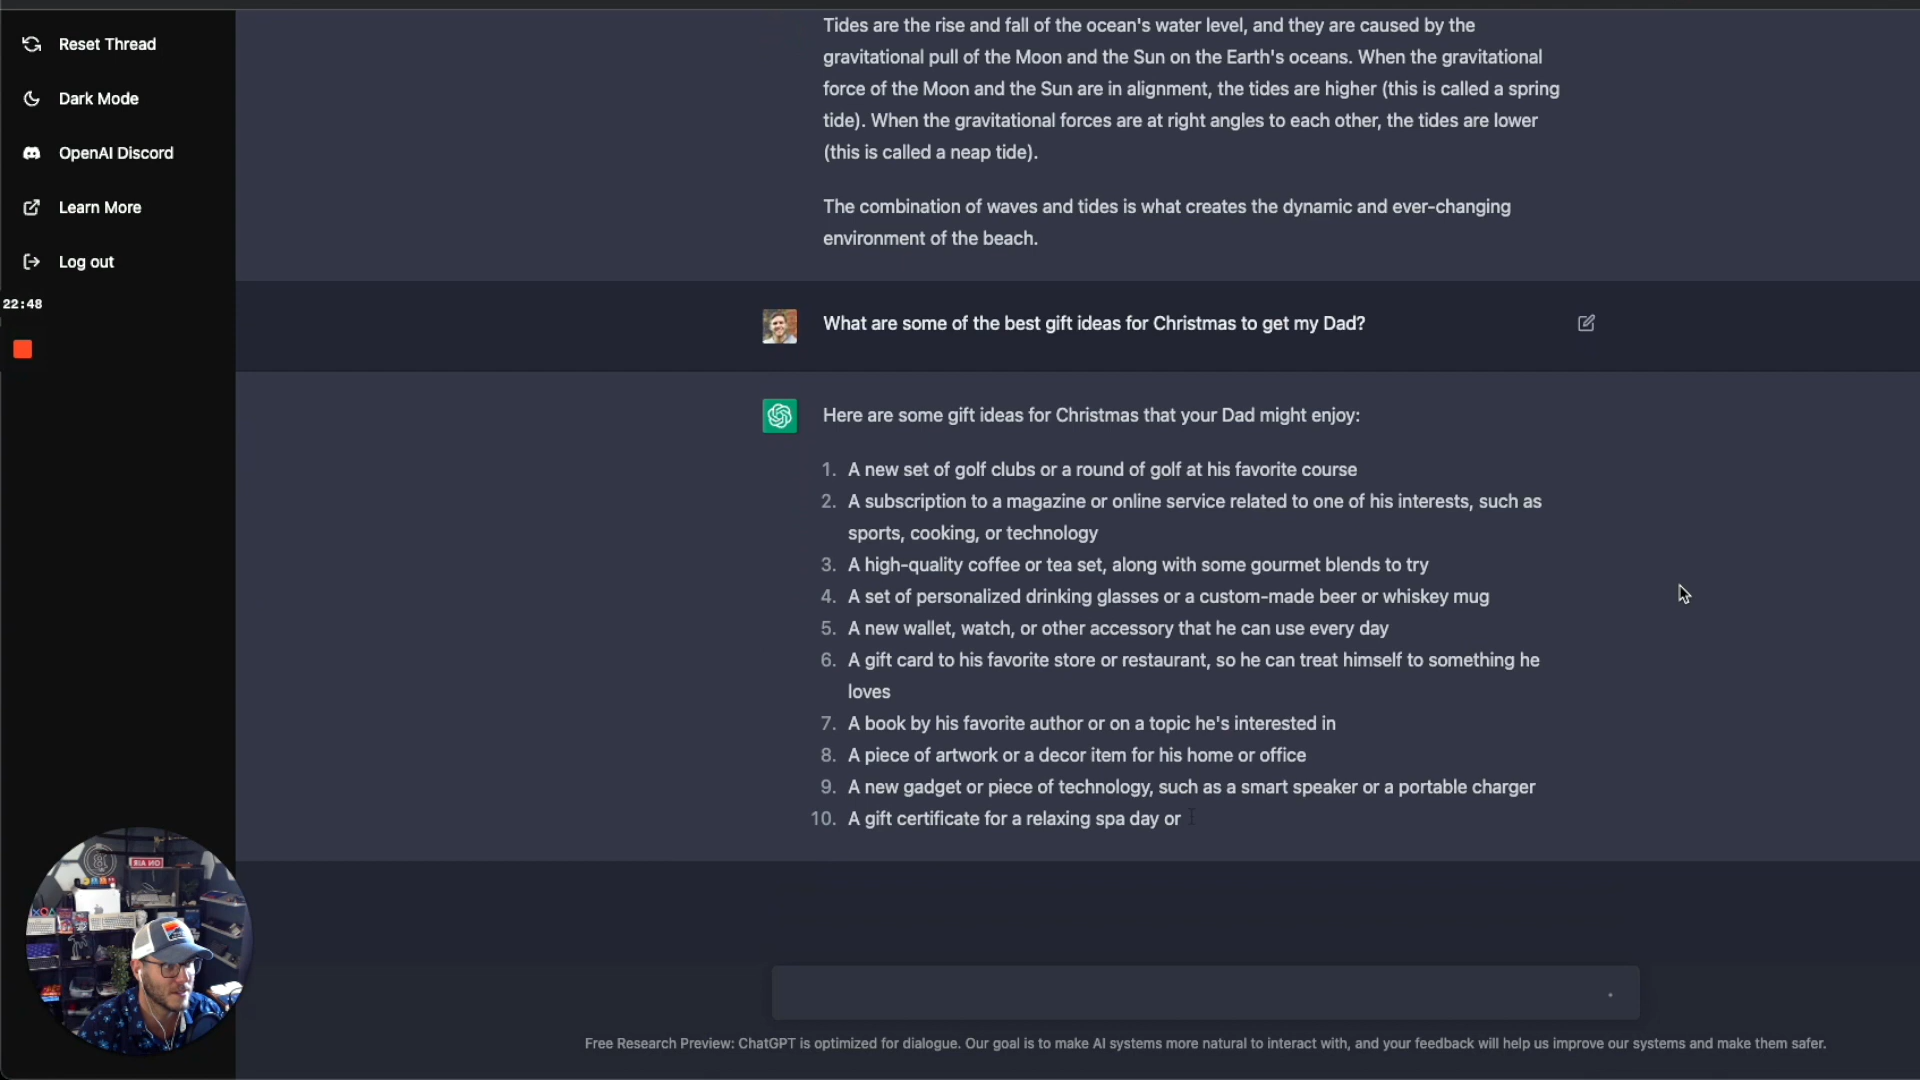 Reset Thread
Dark Mode
OpenAI Discord
Learn More
Log out
22:48
Tides are the rise and fall of the ocean's water level, and they are caused by the
gravitational pull of the Moon and the Sun on the Earth's oceans. When the gravitational
force of the Moon and the Sun are in alignment, the tides are higher (this is called a spring
tide). When the gravitational forces are at right angles to each other, the tides are lower
(this is called a neap tide).
The combination of waves and tides is what creates the dynamic and ever-changing
environment of the beach.
What are some of the best gift ideas for Christmas to get my Dad?
Here are some gift ideas for Christmas that your Dad might enjoy:
1. A new set of golf clubs or a round of golf at his favorite course
2. A subscription to a magazine or online service related to one of his interests, such as
sports, cooking, or technology
3. A high-quality coffee or tea set, along with some gourmet blends to try
4. A set of personalized drinking glasses or a custom-made beer or whiskey mug
5. A new wallet, watch, or other accessory that he can use every day
6. A gift card to his favorite store or restaurant, so he can treat himself to something he
loves
7. A book by his favorite author or on a topic he's interested in
8. A piece of artwork or a decor item for his home or office
9. A new gadget or piece of technology, such as a smart speaker or a portable charger
10. A gift certificate for a relaxing spa day or
ON AIR
Free Research Preview: ChatGPT is optimized for dialogue. Our goal is to make AI systems more natural to interact with, and your feedback will help us improve our systems and make them safer.